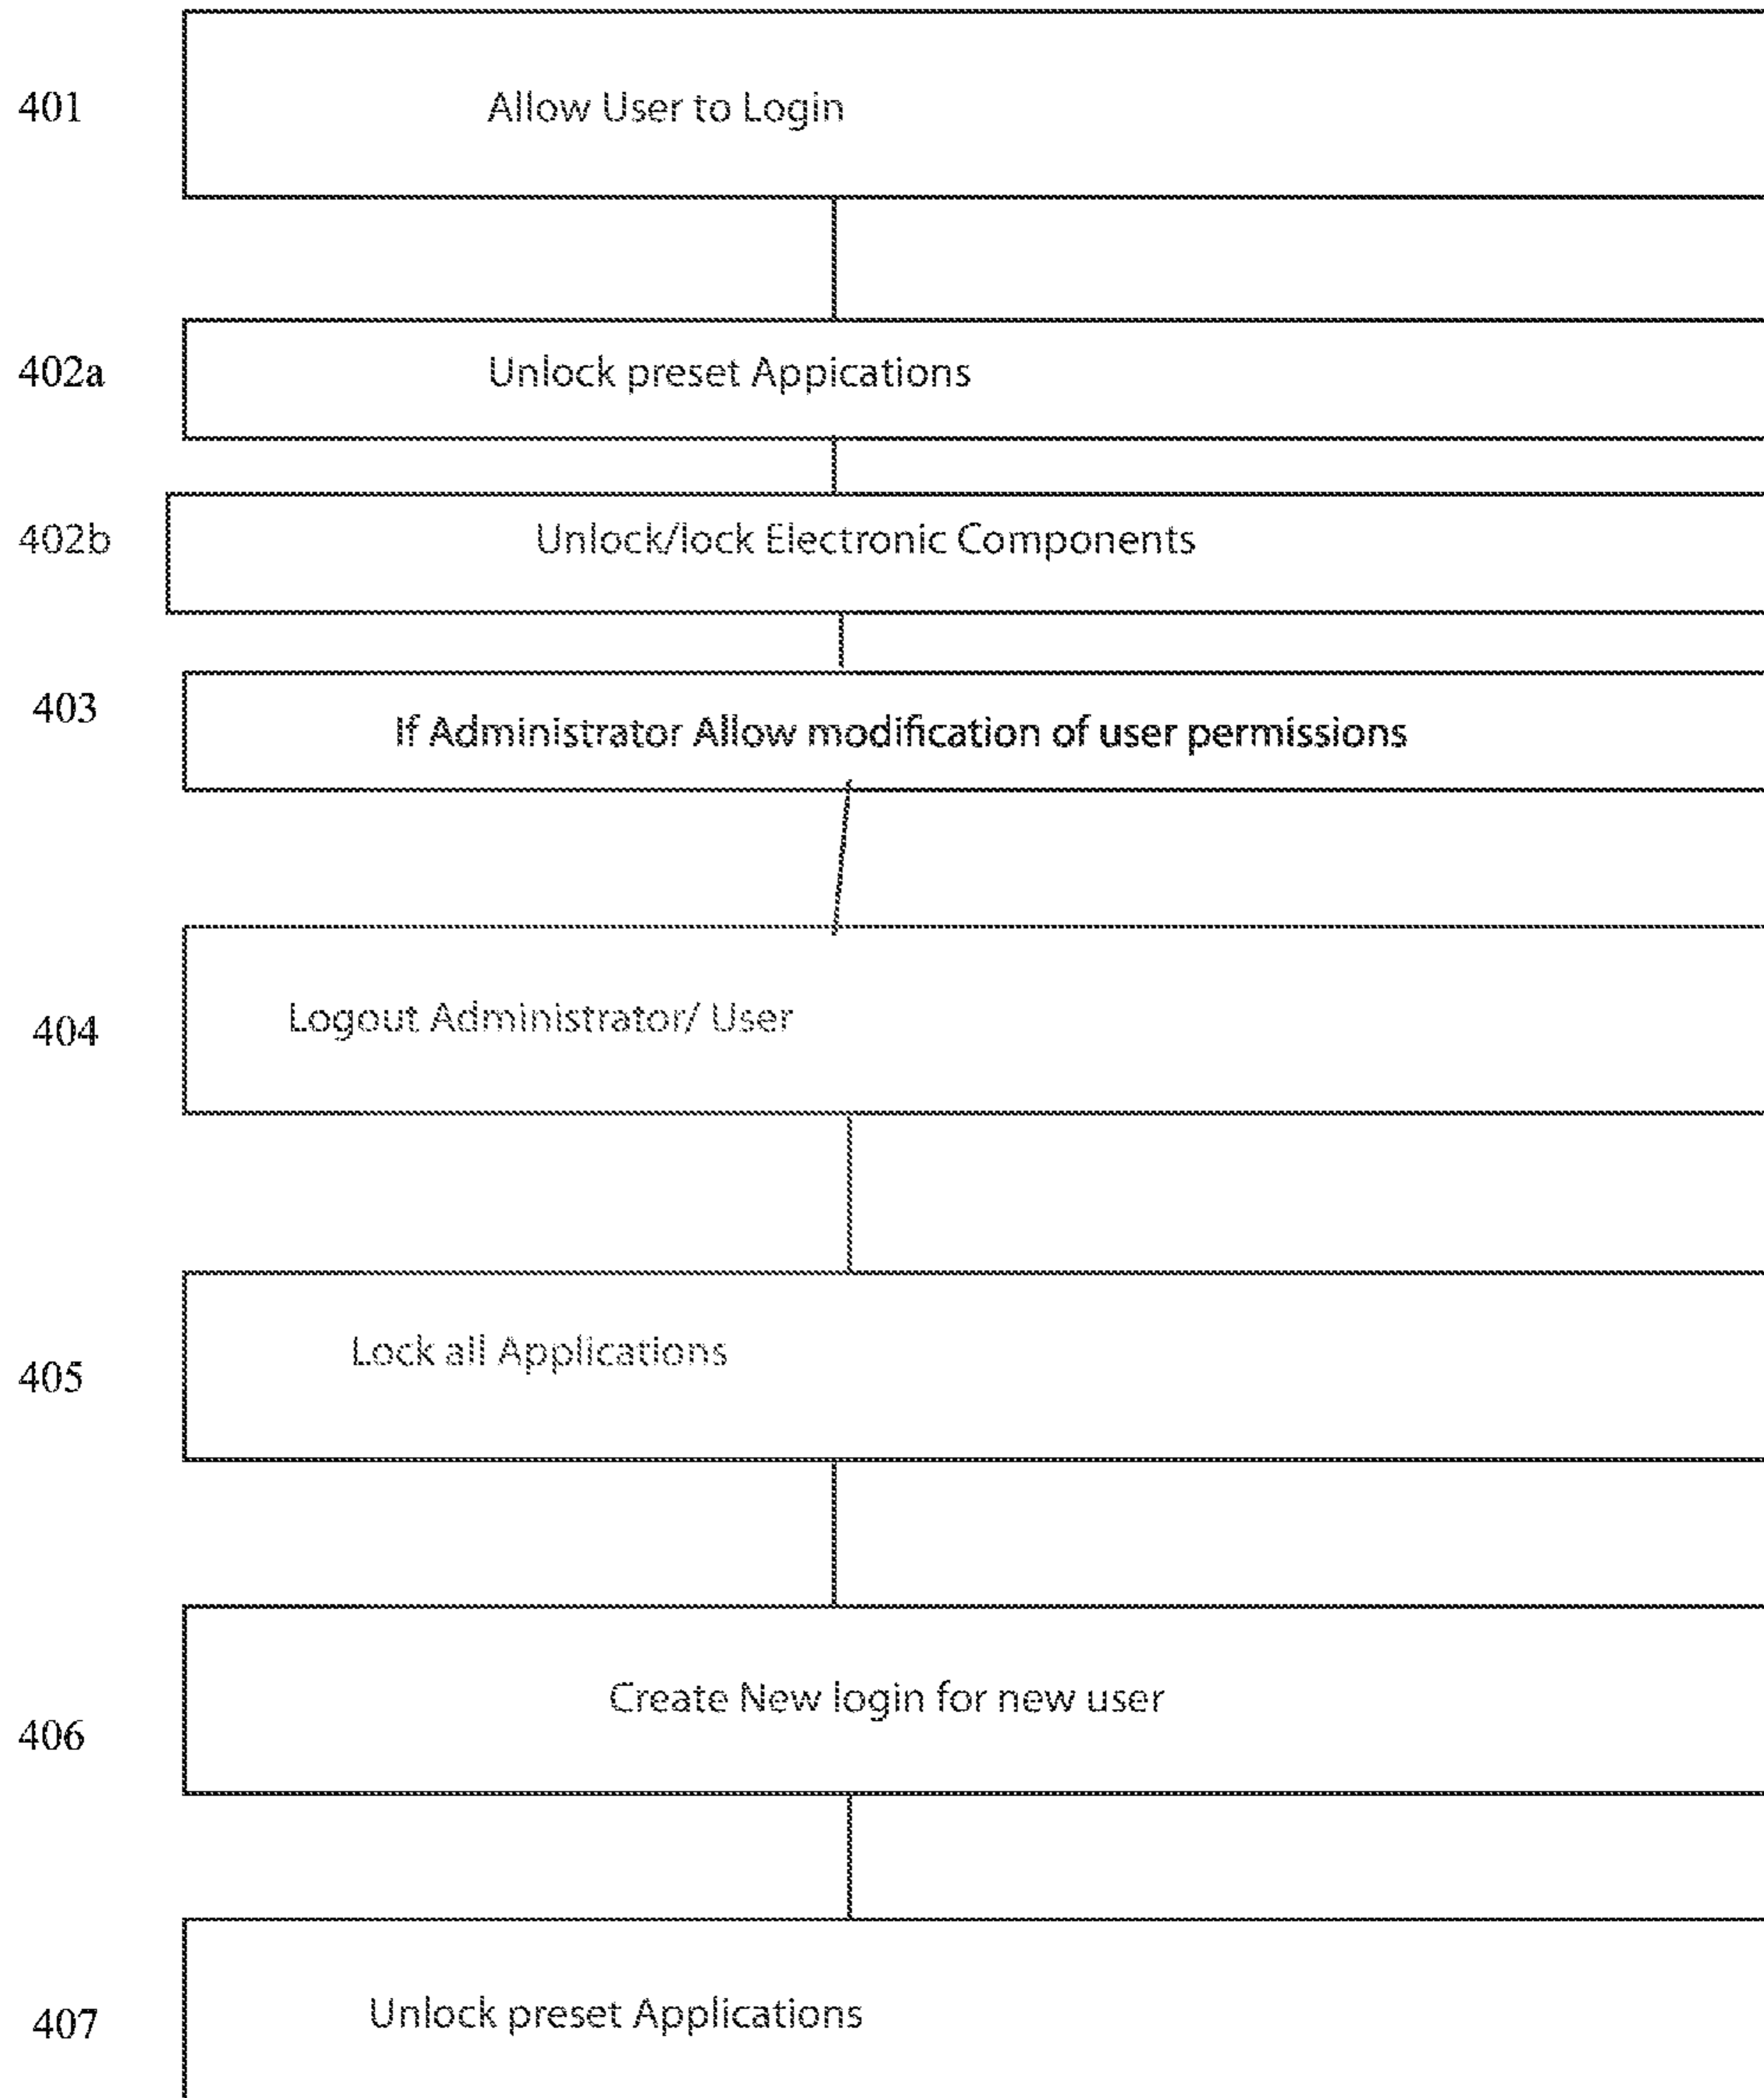 401 Allow User to Login
402a Unlock preset Appications
402b Unlock/lock Electronic Components
403 If Administrator Allow modification of user permissions
404 Logout Administrator/ User
405 Lock all Applications
406 Create New login for new user
407 Unlock preset Applications